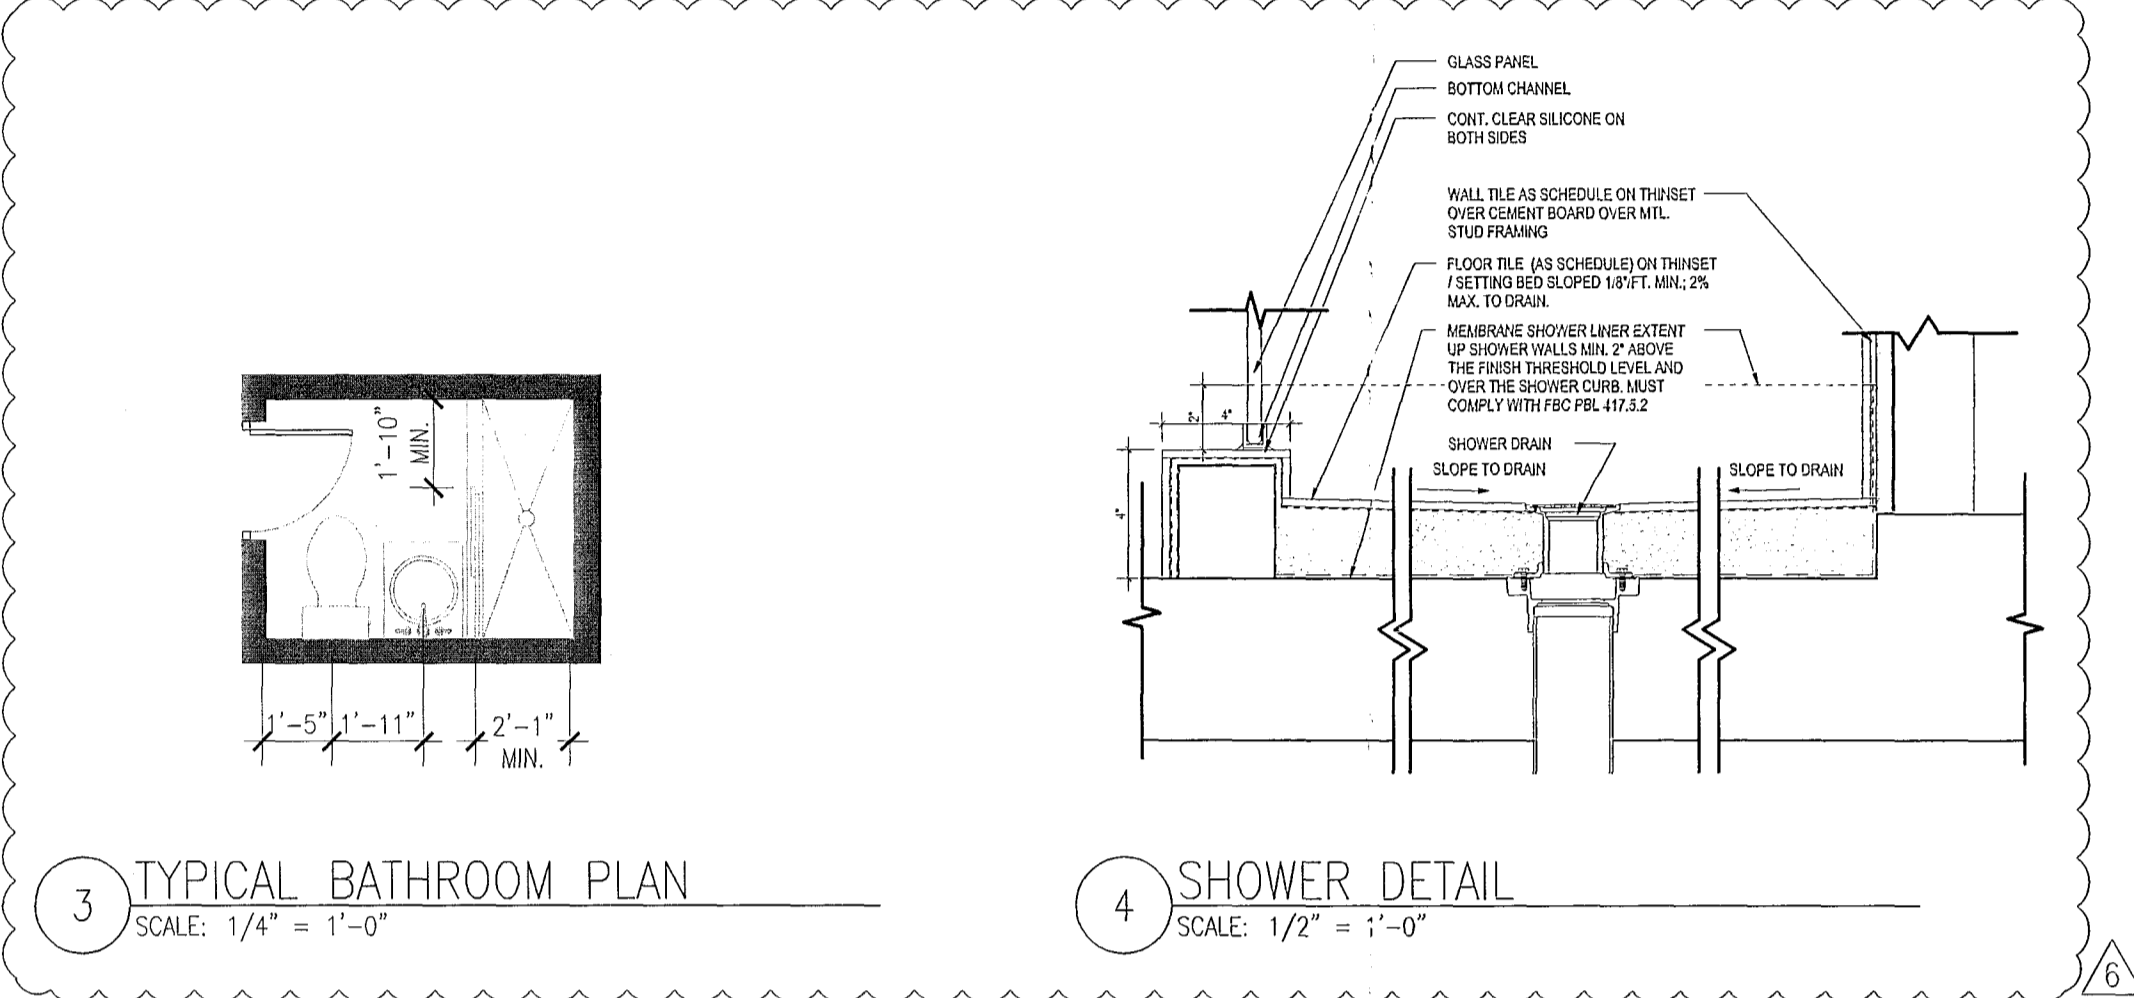 GLASS PANEL
BOTTOM CHANNEL
CONT. CLEAR SILICONE ON
BOTH SIDES
WALL TILE AS SCHEDULE ON THINSET
OVER CEMENT BOARD OVER MTL.
STUD FRAMING
FLOOR TILE (AS SCHEDULE) ON THINSET
/ SETTING BED SLOPED 1/8"/FT. MIN.; 2%
MAX. TO DRAIN.
MEMBRANE SHOWER LINER EXTENT
UP SHOWER WALLS MIN. 2" ABOVE
THE FINISH THRESHOLD LEVEL AND
OVER THE SHOWER CURB. MUST
COMPLY WITH FBC PBL 417.5.2
SHOWER DRAIN
SLOPE TO DRAIN
SLOPE TO DRAIN
2"
4"
4"
1'-10"
MIN.
1'-5"
1'-11"
2'-1"
MIN.
3
TYPICAL BATHROOM PLAN
SCALE: 1/4" = 1'-0"
4
SHOWER DETAIL
SCALE: 1/2" = 1'-0"
6